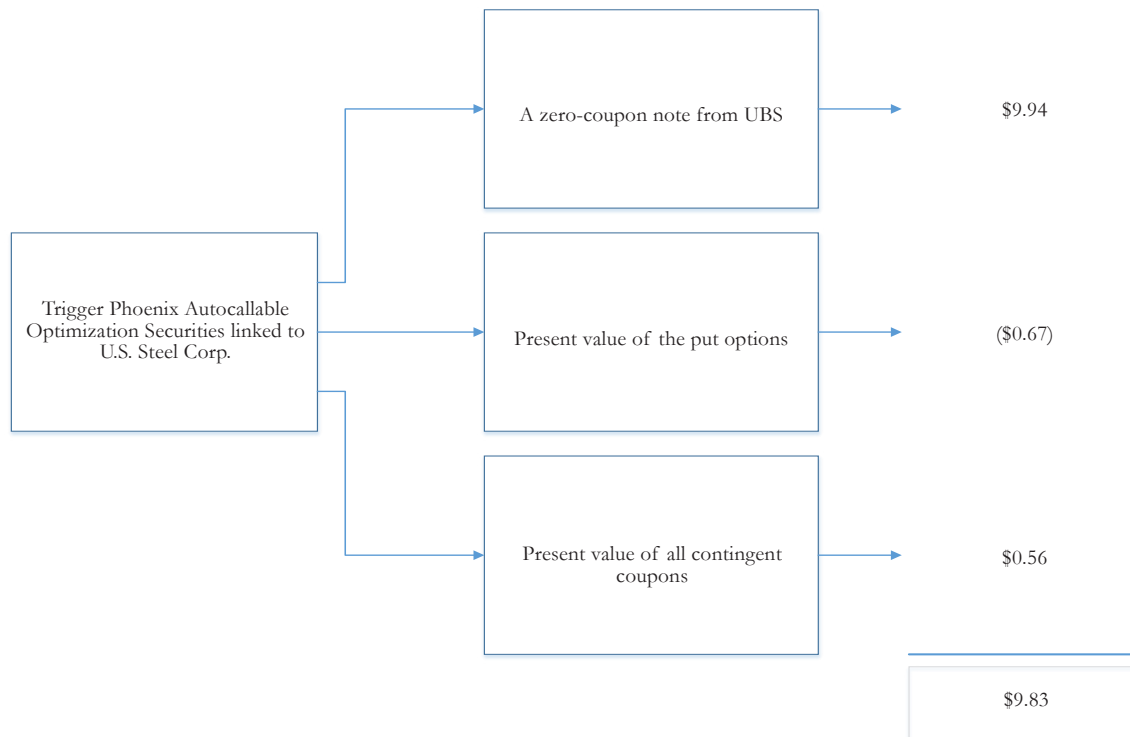 A zero-coupon note from UBS
$9.94
Trigger Phoenix Autocallable
Optimization Securities linked to
U.S. Steel Corp.
Present value of the put options
($0.67)
Present value of all contingent
coupons
$0.56
$9.83